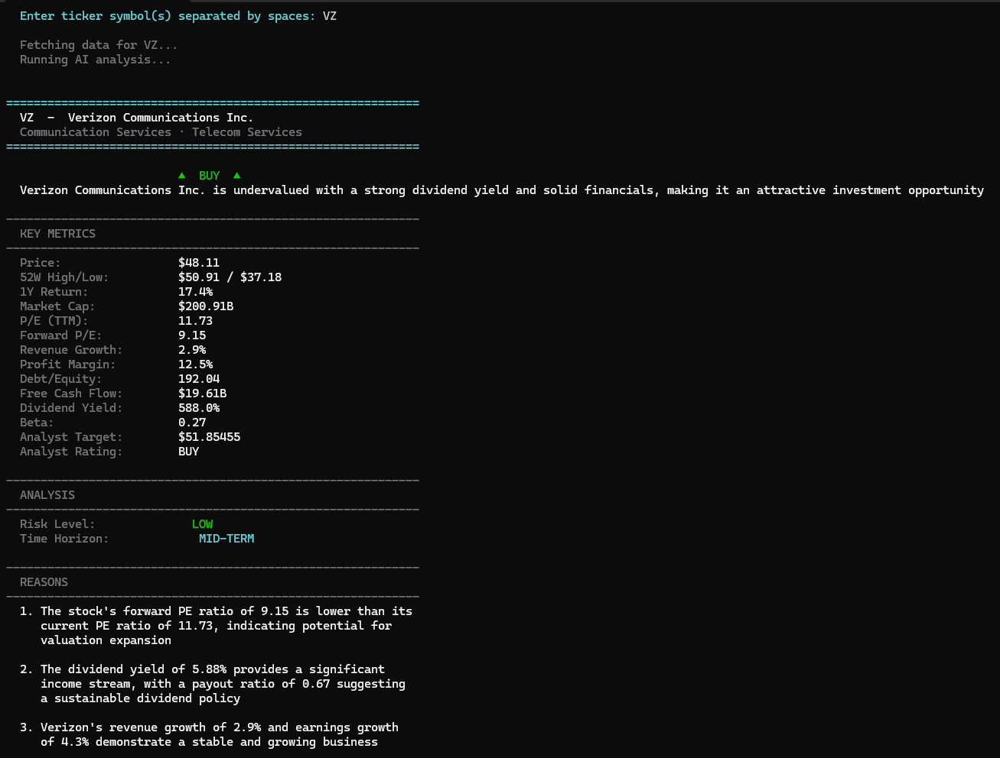 Enter ticker symbol(s) separated by spaces: VZ
Fetching data for VZ...
Running AI analysis...
============================================================
VZ  —  Verizon Communications Inc.
Communication Services · Telecom Services
============================================================
▲  BUY  ▲
Verizon Communications Inc. is undervalued with a strong dividend yield and solid financials, making it an attractive investment opportunity
────────────────────────────────────────────────────────────
KEY METRICS
────────────────────────────────────────────────────────────
Price: $48.11
52W High/Low: $50.91 / $37.18
1Y Return: 17.4%
Market Cap: $200.91B
P/E (TTM): 11.73
Forward P/E: 9.15
Revenue Growth: 2.9%
Profit Margin: 12.5%
Debt/Equity: 192.04
Free Cash Flow: $19.61B
Dividend Yield: 588.0%
Beta: 0.27
Analyst Target: $51.85455
Analyst Rating: BUY
────────────────────────────────────────────────────────────
ANALYSIS
────────────────────────────────────────────────────────────
Risk Level: LOW
Time Horizon: MID-TERM
────────────────────────────────────────────────────────────
REASONS
────────────────────────────────────────────────────────────
1. The stock's forward PE ratio of 9.15 is lower than its
current PE ratio of 11.73, indicating potential for
valuation expansion
2. The dividend yield of 5.88% provides a significant
income stream, with a payout ratio of 0.67 suggesting
a sustainable dividend policy
3. Verizon's revenue growth of 2.9% and earnings growth
of 4.3% demonstrate a stable and growing business